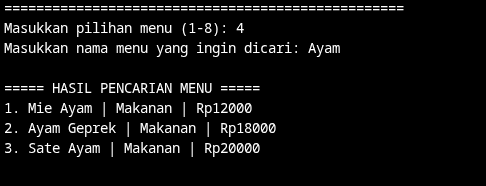 ==================================================
Masukkan pilihan menu (1-8): 4
Masukkan nama menu yang ingin dicari: Ayam
===== HASIL PENCARIAN MENU =====
1. Mie Ayam | Makanan | Rp12000
2. Ayam Geprek | Makanan | Rp18000
3. Sate Ayam | Makanan | Rp20000